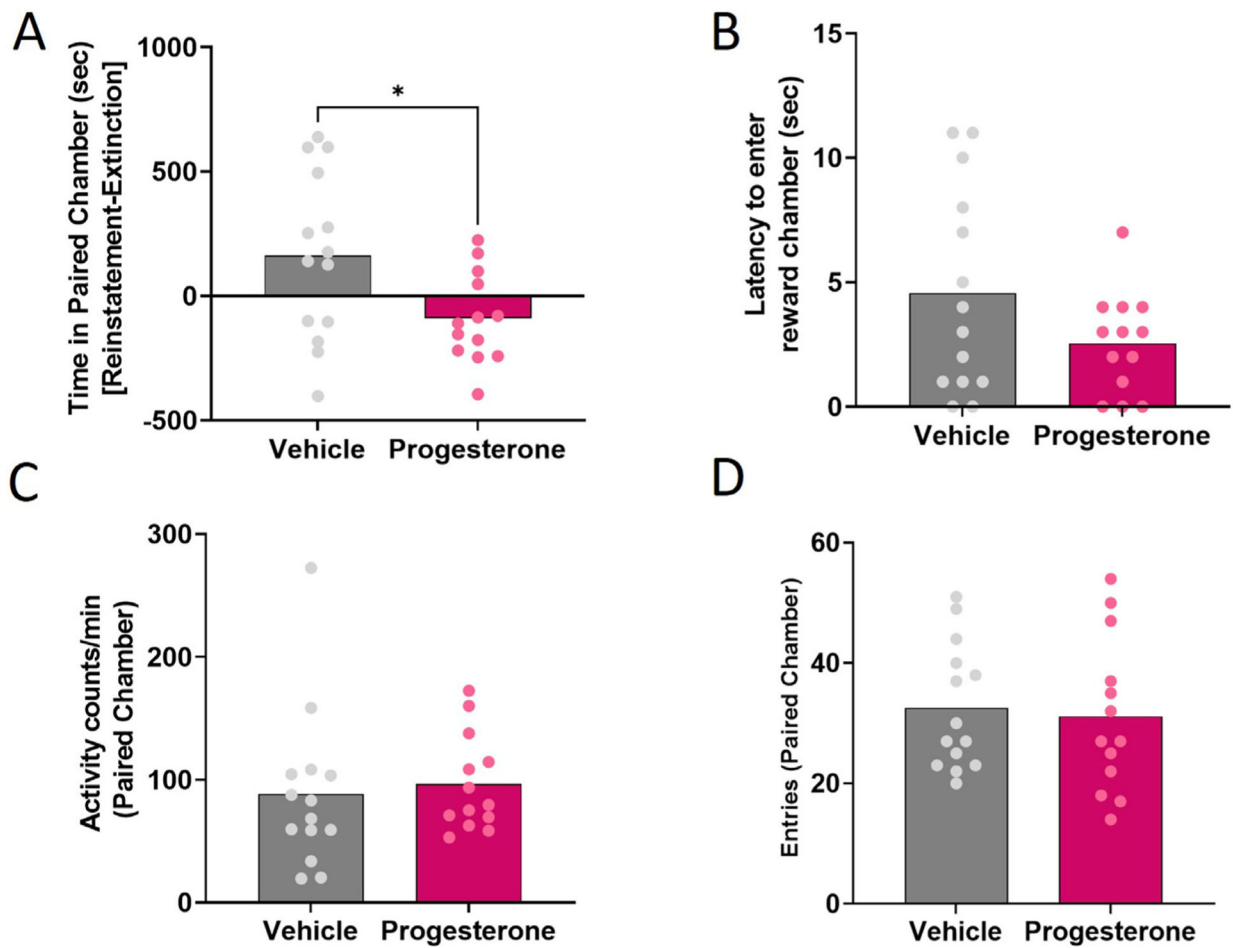 A
Time in Paired Chamber (sec)
[Reinstatement-Extinction]
1000
500
0
-500
*
Vehicle
Progesterone
B
Latency to enter
reward chamber (sec)
15
10
5
0
Vehicle
Progesterone
C
Activity counts/min
(Paired Chamber)
300
200
100
0
Vehicle
Progesterone
D
Entries (Paired Chamber)
60
40
20
0
Vehicle
Progesterone